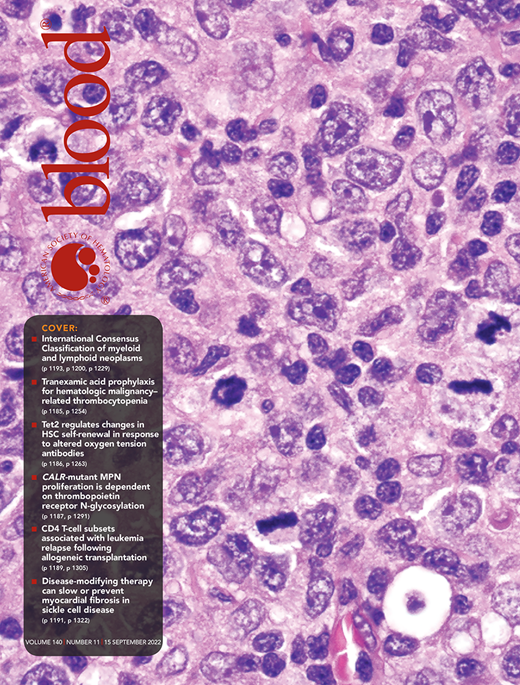 blood®
AMERICAN SOCIETY OF HEMATOLOGY
COVER:
International Consensus
Classification of myeloid
and lymphoid neoplasms
(p 1193, p 1200, p 1229)
Tranexamic acid prophylaxis
for hematologic malignancy–
related thrombocytopenia
(p 1185, p 1254)
Tet2 regulates changes in
HSC self-renewal in response
to altered oxygen tension
antibodies
(p 1186, p 1263)
CALR-mutant MPN
proliferation is dependent
on thrombopoietin
receptor N-glycosylation
(p 1187, p 1291)
CD4 T-cell subsets
associated with leukemia
relapse following
allogeneic transplantation
(p 1189, p 1305)
Disease-modifying therapy
can slow or prevent
myocardial fibrosis in
sickle cell disease
(p 1191, p 1322)
VOLUME 140 NUMBER 11 15 SEPTEMBER 2022